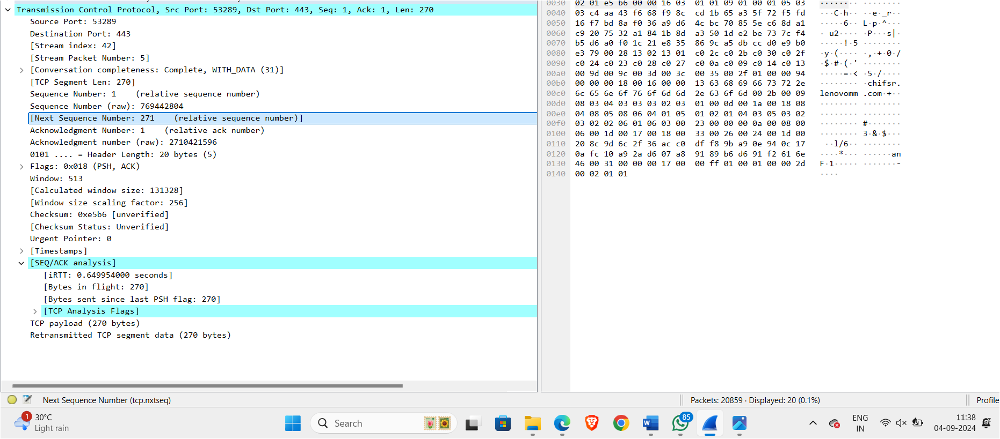 Transmission Control Protocol, Src Port: 53289, Dst Port: 443, Seq: 1, Ack: 1, Len: 270
Source Port: 53289
Destination Port: 443
[Stream index: 42]
[Stream Packet Number: 5]
[Conversation completeness: Complete, WITH_DATA (31)]
[TCP Segment Len: 270]
Sequence Number: 1    (relative sequence number)
Sequence Number (raw): 769442804
[Next Sequence Number: 271    (relative sequence number)]
Acknowledgment Number: 1    (relative ack number)
Acknowledgment number (raw): 2710421596
0101 .... = Header Length: 20 bytes (5)
Flags: 0x018 (PSH, ACK)
Window: 513
[Calculated window size: 131328]
[Window size scaling factor: 256]
Checksum: 0xe5b6 [unverified]
[Checksum Status: Unverified]
Urgent Pointer: 0
[Timestamps]
[SEQ/ACK analysis]
[iRTT: 0.649954000 seconds]
[Bytes in flight: 270]
[Bytes sent since last PSH flag: 270]
[TCP Analysis Flags]
TCP payload (270 bytes)
Retransmitted TCP segment data (270 bytes)
0030 02 01 e5 b6 00 00 16 03 01 01 09 01 00 01 05 03 ········ ········
0040 03 c4 aa 43 f6 68 f9 8c cd 1b 65 a3 5f 72 f5 fd ···C·h·· ··e·_r··
0050 16 f7 bd 8a f0 36 a9 d6 4c bc 70 85 5e c6 8d a1 ·····6·· L·p·^···
0060 c9 20 75 32 a1 84 1b 8d a3 50 1d e2 be 73 7c f4 · u2···· ·P···s|·
0070 b5 d6 a0 f0 1c 21 e8 35 86 9c a5 db cc d0 e9 b0 ·····!·5 ········
0080 e3 79 00 28 13 02 13 01 c0 2c c0 2b c0 30 c0 2f ·y·(···· ·,·+·0·/
0090 c0 24 c0 23 c0 28 c0 27 c0 0a c0 09 c0 14 c0 13 ·$·#·(·' ········
00a0 00 9d 00 9c 00 3d 00 3c 00 35 00 2f 01 00 00 94 ·····=·< ·5·/····
00b0 00 00 00 18 00 16 00 00 13 63 68 69 66 73 72 2e ········ ·chifsr.
00c0 6c 65 6e 6f 76 6f 6d 6d 2e 63 6f 6d 00 2b 00 09 lenovomm .com·+··
00d0 08 03 04 03 03 03 02 03 01 00 0d 00 1a 00 18 08 ········ ········
00e0 04 08 05 08 06 04 01 05 01 02 01 04 03 05 03 02 ········ ········
00f0 03 02 02 06 01 06 03 00 23 00 00 00 0a 00 08 00 ········ #·······
0100 06 00 1d 00 17 00 18 00 33 00 26 00 24 00 1d 00 ········ 3·&·$···
0110 20 8c 9d 6c 2f 36 ac c0 df f8 9b a9 0e 94 0c 17  ··l/6·· ········
0120 0a fc 10 a9 2a d6 07 a8 91 89 b6 d6 91 f2 61 6e ····*··· ······an
0130 46 00 31 00 00 00 17 00 00 ff 01 00 01 00 00 2d F·1····· ·······-
0140 00 02 01 01 ····
Next Sequence Number (tcp.nxtseq)
Packets: 20859 · Displayed: 20 (0.1%)
Profile
1
30°C
Light rain
Search
85
ENG
IN
11:38
04-09-2024